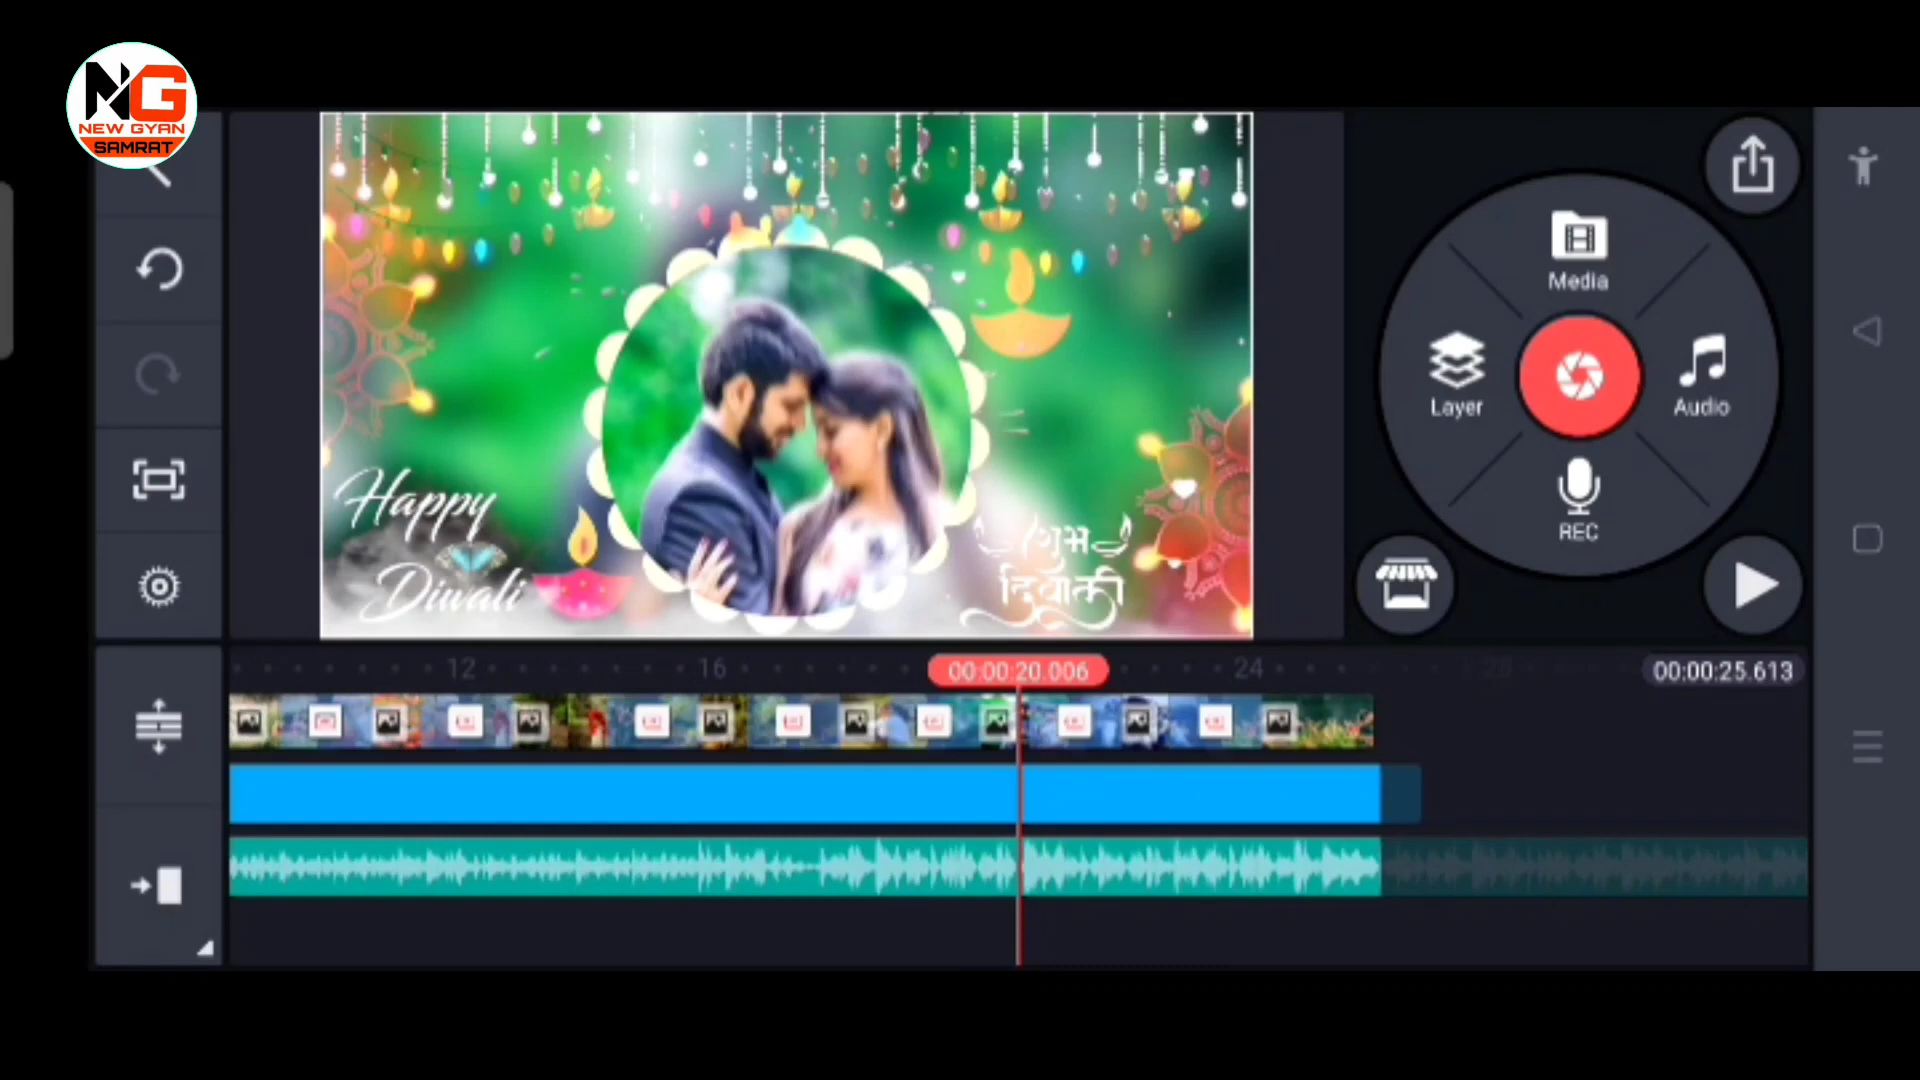 NG
NEW GYAN
SAMRAT
Media
Layer
Audio
REC
Happy
Diwali
शुभ
दिवाली
12
16
00:00:20.006
24
00:00:25.613